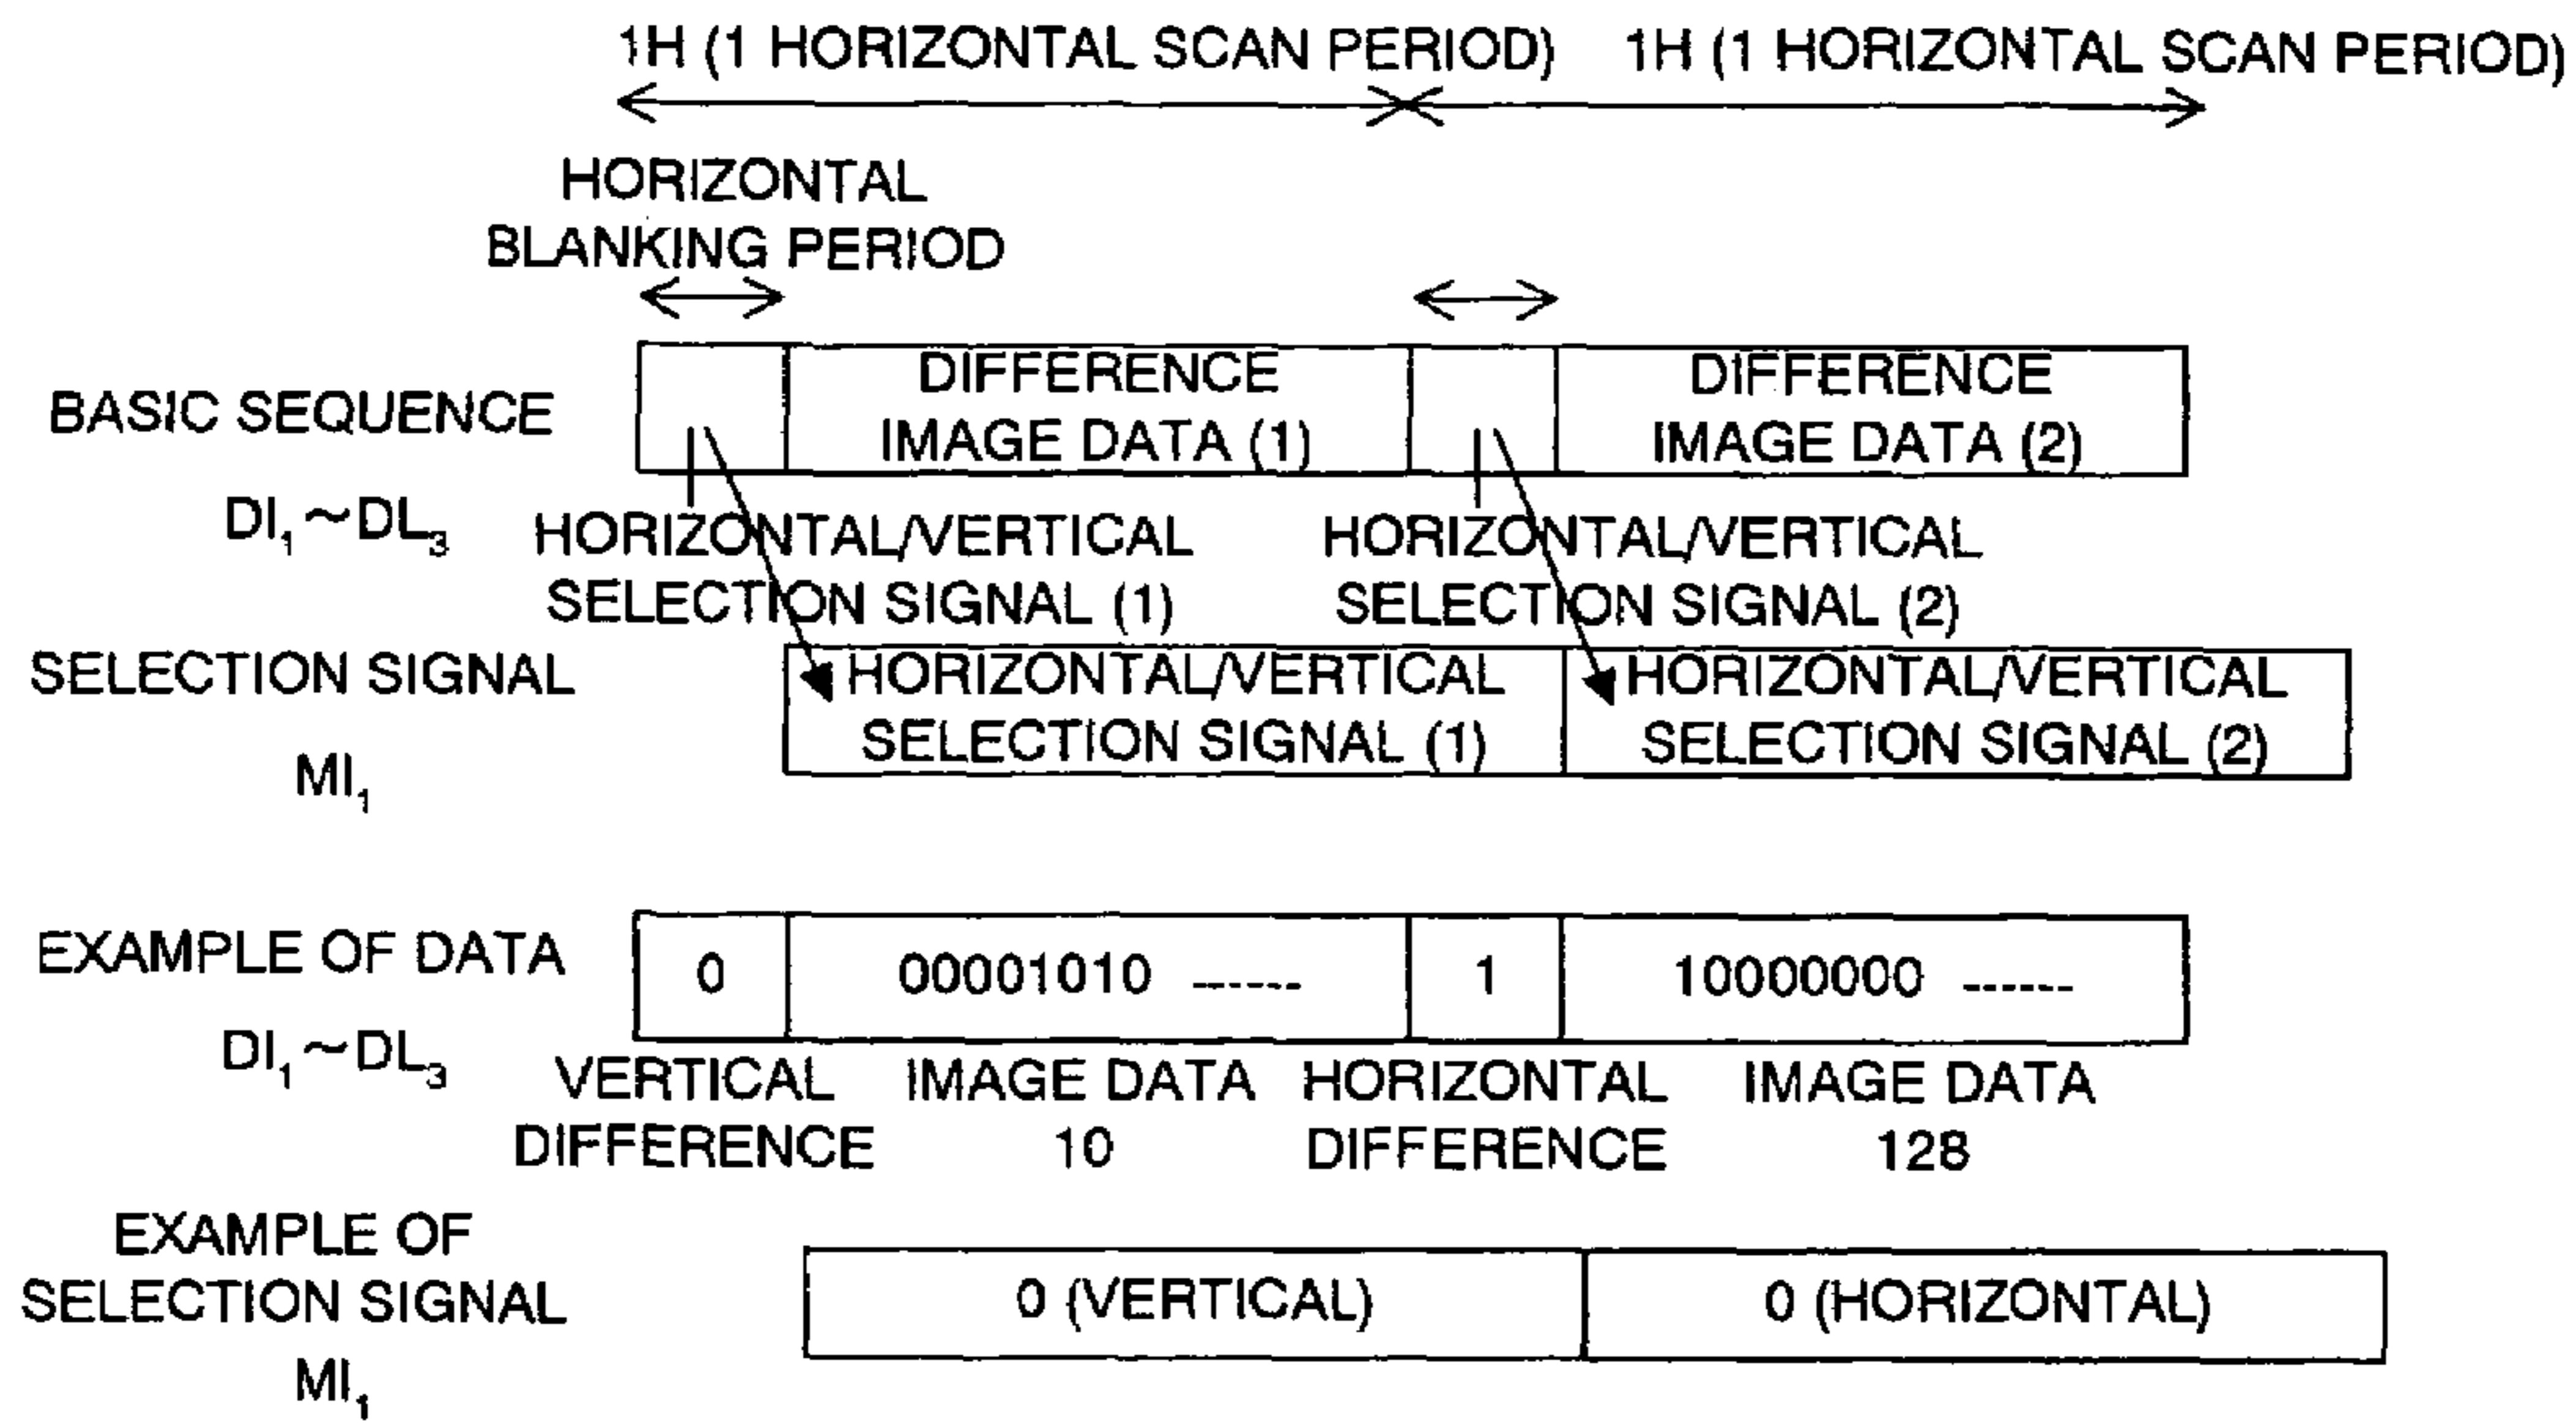 1H (1 HORIZONTAL SCAN PERIOD) 1H (1 HORIZONTAL SCAN PERIOD)
HORIZONTAL
BLANKING PERIOD
BASIC SEQUENCE
DI₁~DL₃
DIFFERENCE
IMAGE DATA (1)
DIFFERENCE
IMAGE DATA (2)
HORIZONTAL/VERTICAL
SELECTION SIGNAL (1)
HORIZONTAL/VERTICAL
SELECTION SIGNAL (2)
SELECTION SIGNAL
MI₁
HORIZONTAL/VERTICAL
SELECTION SIGNAL (1)
HORIZONTAL/VERTICAL
SELECTION SIGNAL (2)
EXAMPLE OF DATA
DI₁~DL₃
0
00001010 ------
1
10000000 ------
VERTICAL
DIFFERENCE
IMAGE DATA
10
HORIZONTAL
DIFFERENCE
IMAGE DATA
128
EXAMPLE OF
SELECTION SIGNAL
MI₁
0 (VERTICAL)
0 (HORIZONTAL)